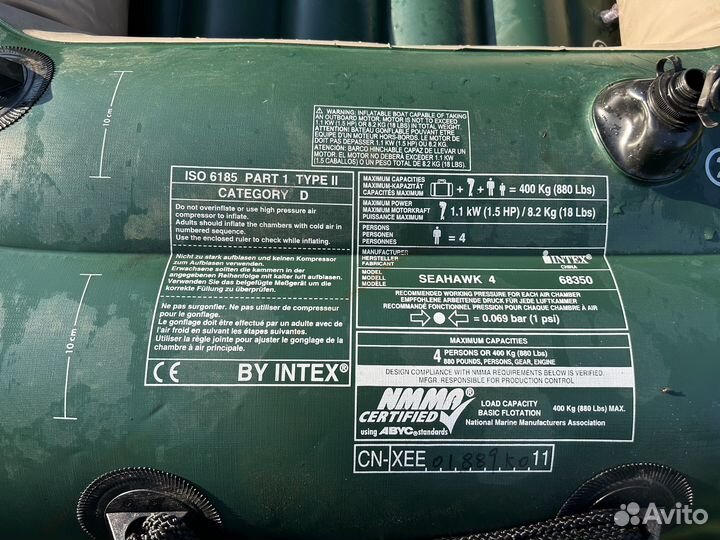 10 cm
⚠ WARNING: INFLATABLE BOAT CAPABLE OF TAKING
AN OUTBOARD MOTOR. MOTOR IS NOT TO EXCEED
1.1 KW (1.5 HP) OR 8.2 KG (18 LBS) IN TOTAL WEIGHT.
⚠ ATTENTION: BATEAU GONFLABLE POUVANT ETRE
EQUIPE D'UN MOTEUR HORS-BORDS. LE MOTEUR NE
DOIT PAS DEPASSER 1.1 KW (1.5 HP) OU 8.2 KG.
⚠ ATENCIÓN: BARCO HINCHABLE CAPAZ DE LLEVAR UN
MOTOR. EL MOTOR NO DEBERÁ EXCEDER 1.1 KW
(1.5 CABALLOS) O 8.2 KG (18 LBS) EN PESO TOTAL.
ISO 6185 PART 1 TYPE II
CATEGORY D
Do not overinflate or use high pressure air
compressor to inflate.
Adults should inflate the chambers with cold air in
numbered sequence.
Use the enclosed ruler to check while inflating.
Nicht zu stark aufblasen und keinen Kompressor
zum Aufblasen verwenden.
Erwachsene sollten die kammern in der
angegebenen Reihenfolge mit kalter luft aufblasen.
Verwenden Sie das beigefügte Meßgerät um die
Dimension zu überprüfen.
Ne pas surgonfler. Ne pas utiliser de compresseur
pour le gonflage.
Le gonflage doit être effectué par un adulte avec de
l'air froid en suivant les étapes suivantes.
Utiliser la règle jointe pour ajuster le gonglage de la
chambre à air principale.
CE BY INTEX®
10 cm
MAXIMUM CAPACITIES
MAXIMUM-KAPAZITÄT
CAPACITÉS MAXIMUM
+ + = 400 Kg (880 Lbs)
MAXIMUM POWER
MAXIMUM MOTORKRAFT
PUISSANCE MAXIMUM
1.1 kW (1.5 HP) / 8.2 Kg (18 Lbs)
PERSONS
PERSONEN
PERSONNES
= 4
MANUFACTURER
HERSTELLER
FABRICANT
INTEX®
CHINA
MODEL
MODELL
MODÈLE
SEAHAWK 4 68350
RECOMMENDED WORKING PRESSURE FOR EACH AIR CHAMBER
EMPFOHLENE ARBEITENDE DRUCK FÜR JEDE LUFTKAMMER
RECOMMANDÉ FONCTIONNEL PRESSION POUR CHAQUE CHAMBRE À AIR
= 0.069 bar (1 psi)
MAXIMUM CAPACITIES
4 PERSONS OR 400 Kg (880 Lbs)
880 POUNDS, PERSONS, GEAR, ENGINE
DESIGN COMPLIANCE WITH NMMA REQUIREMENTS BELOW IS VERIFIED.
MFGR. RESPONSIBLE FOR PRODUCTION CONTROL
NMMA®
CERTIFIED
using ABYC® standards
LOAD CAPACITY
BASIC FLOTATION
400 Kg (880 Lbs) MAX.
National Marine Manufacturers Association
CN-XEE 01889K0 11
Avito